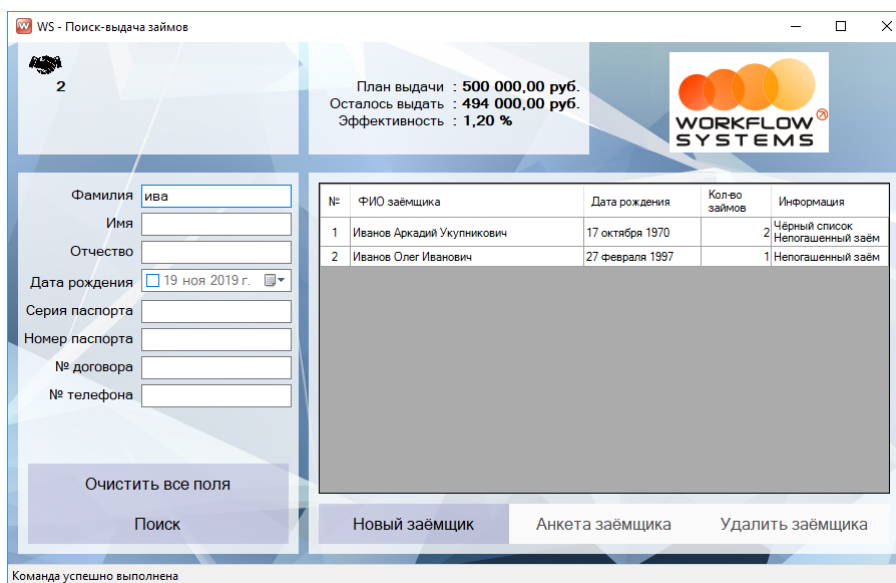 WS - Поиск-выдача займов
2
План выдачи : 500 000,00 руб.
Осталось выдать : 494 000,00 руб.
Эффективность : 1,20 %
WORKFLOW
SYSTEMS
Фамилия ива
Имя
Отчество
Дата рождения 19 ноя 2019 г.
Серия паспорта
Номер паспорта
№ договора
№ телефона
Очистить все поля
Поиск
№ ФИО заёмщика Дата рождения Кол-во займов Информация
1 Иванов Аркадий Укупникович 17 октября 1970 2 Чёрный список
Непогашенный заём
2 Иванов Олег Иванович 27 февраля 1997 1 Непогашенный заём
Новый заёмщик Анкета заёмщика Удалить заёмщика
Команда успешно выполнена